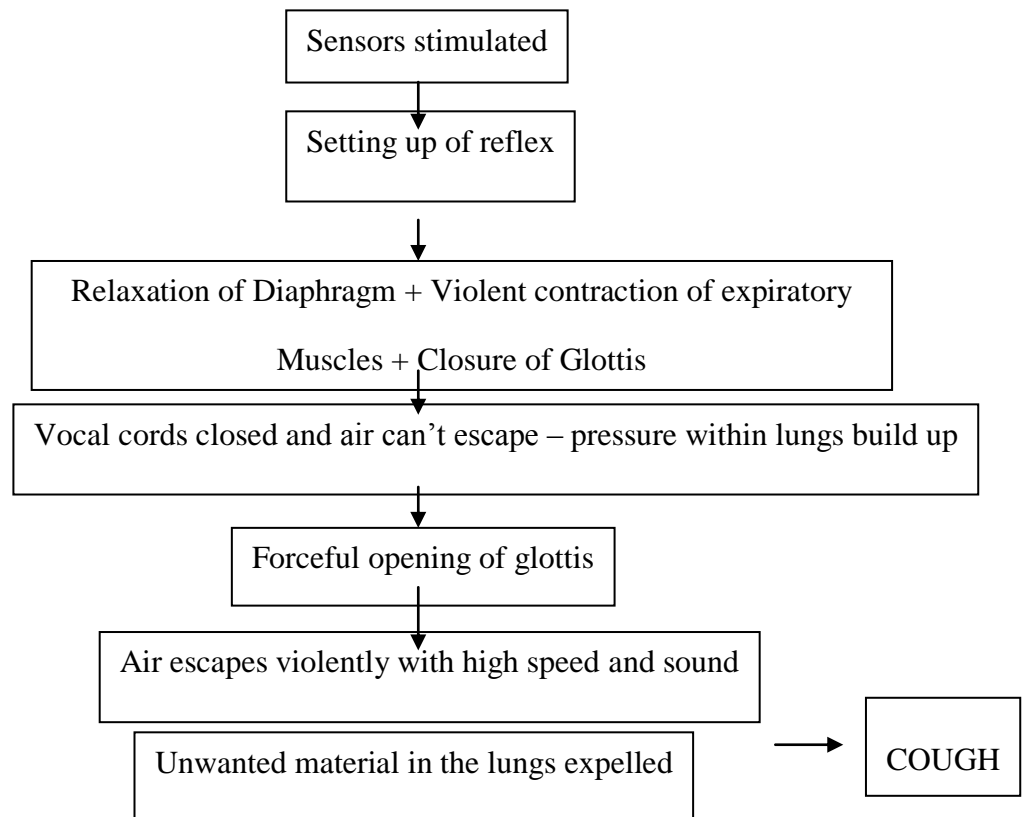 Sensors stimulated
Setting up of reflex
Relaxation of Diaphragm + Violent contraction of expiratory
Muscles + Closure of Glottis
Vocal cords closed and air can’t escape – pressure within lungs build up
Forceful opening of glottis
Air escapes violently with high speed and sound
Unwanted material in the lungs expelled
COUGH